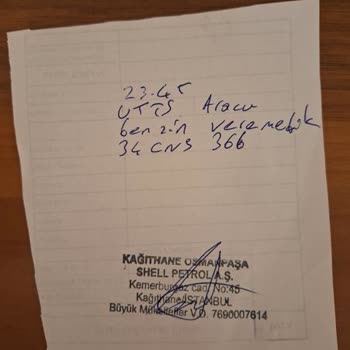 23.45
UTTS Aracı
benzin veremedik
34 CNS 366
KAĞITHANE OSMANPAŞA
SHELL PETROL A.Ş.
Kemerburgaz cad. No:45
Kağıthane/İSTANBUL
Büyük Mükellefler V.D. 7690007614